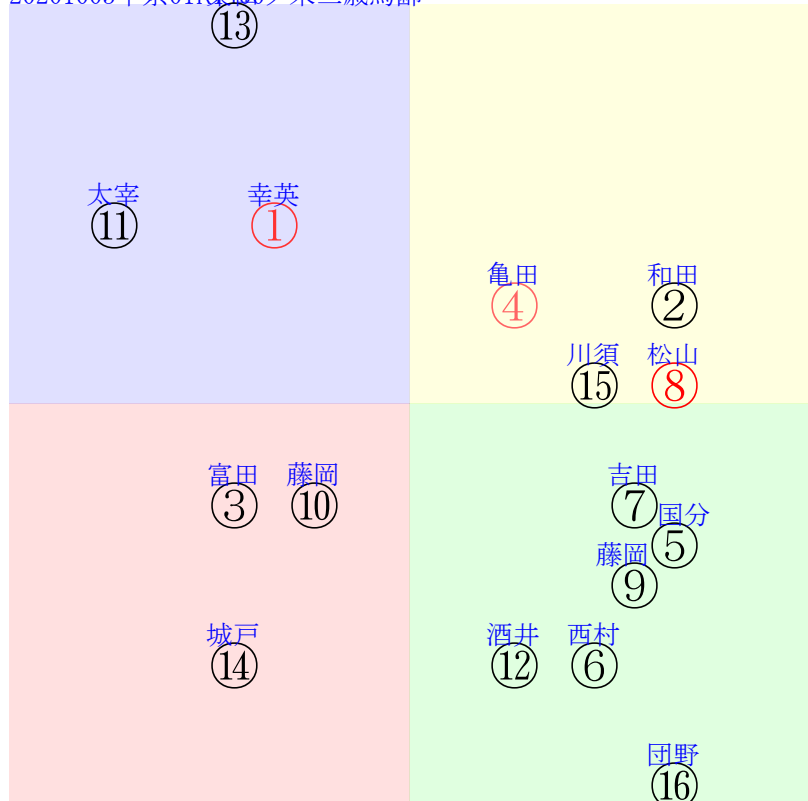 ⑬
太宰 幸英
⑪ ①
亀田 和田
④ ②
川須 松山
⑮ ⑧
富田 藤岡 吉田
③ ⑩ ⑦
国分
⑤
藤岡
⑨
城戸 酒井 西村
⑭ ⑫ ⑥
団野
⑯